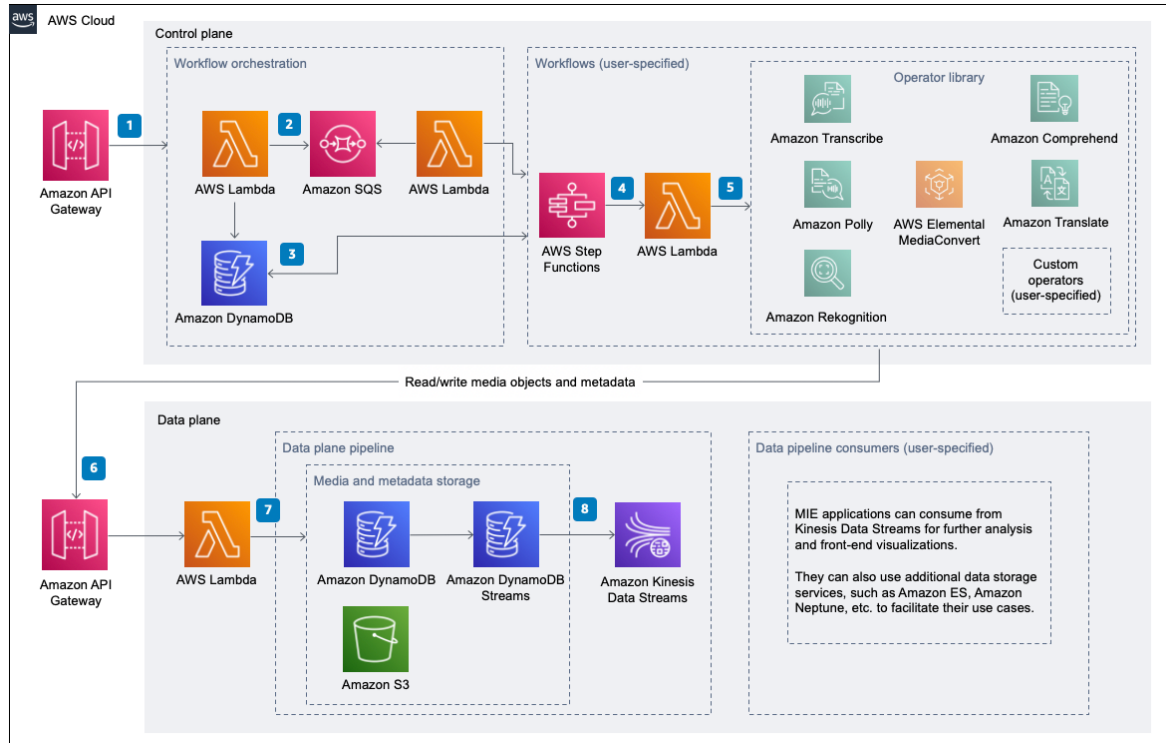 aws
AWS Cloud
Control plane
Workflow orchestration
Workflows (user-specified)
Operator library
1
2
Amazon API
Gateway
AWS Lambda
Amazon SQS
AWS Lambda
3
Amazon DynamoDB
4
5
AWS Step
Functions
AWS Lambda
Amazon Transcribe
Amazon Comprehend
Amazon Polly
AWS Elemental
MediaConvert
Amazon Translate
Amazon Rekognition
Custom
operators
(user-specified)
Read/write media objects and metadata
Data plane
Data plane pipeline
Data pipeline consumers (user-specified)
Media and metadata storage
6
7
8
Amazon API
Gateway
AWS Lambda
Amazon DynamoDB
Amazon DynamoDB
Streams
Amazon Kinesis
Data Streams
Amazon S3
MIE applications can consume from
Kinesis Data Streams for further analysis
and front-end visualizations.
They can also use additional data storage
services, such as Amazon ES, Amazon
Neptune, etc. to facilitate their use cases.